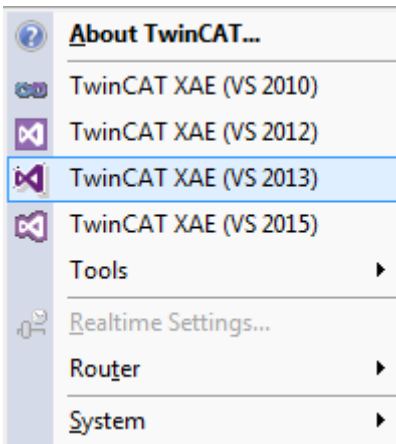 About TwinCAT...
TwinCAT XAE (VS 2010)
TwinCAT XAE (VS 2012)
TwinCAT XAE (VS 2013)
TwinCAT XAE (VS 2015)
Tools
Realtime Settings...
Router
System